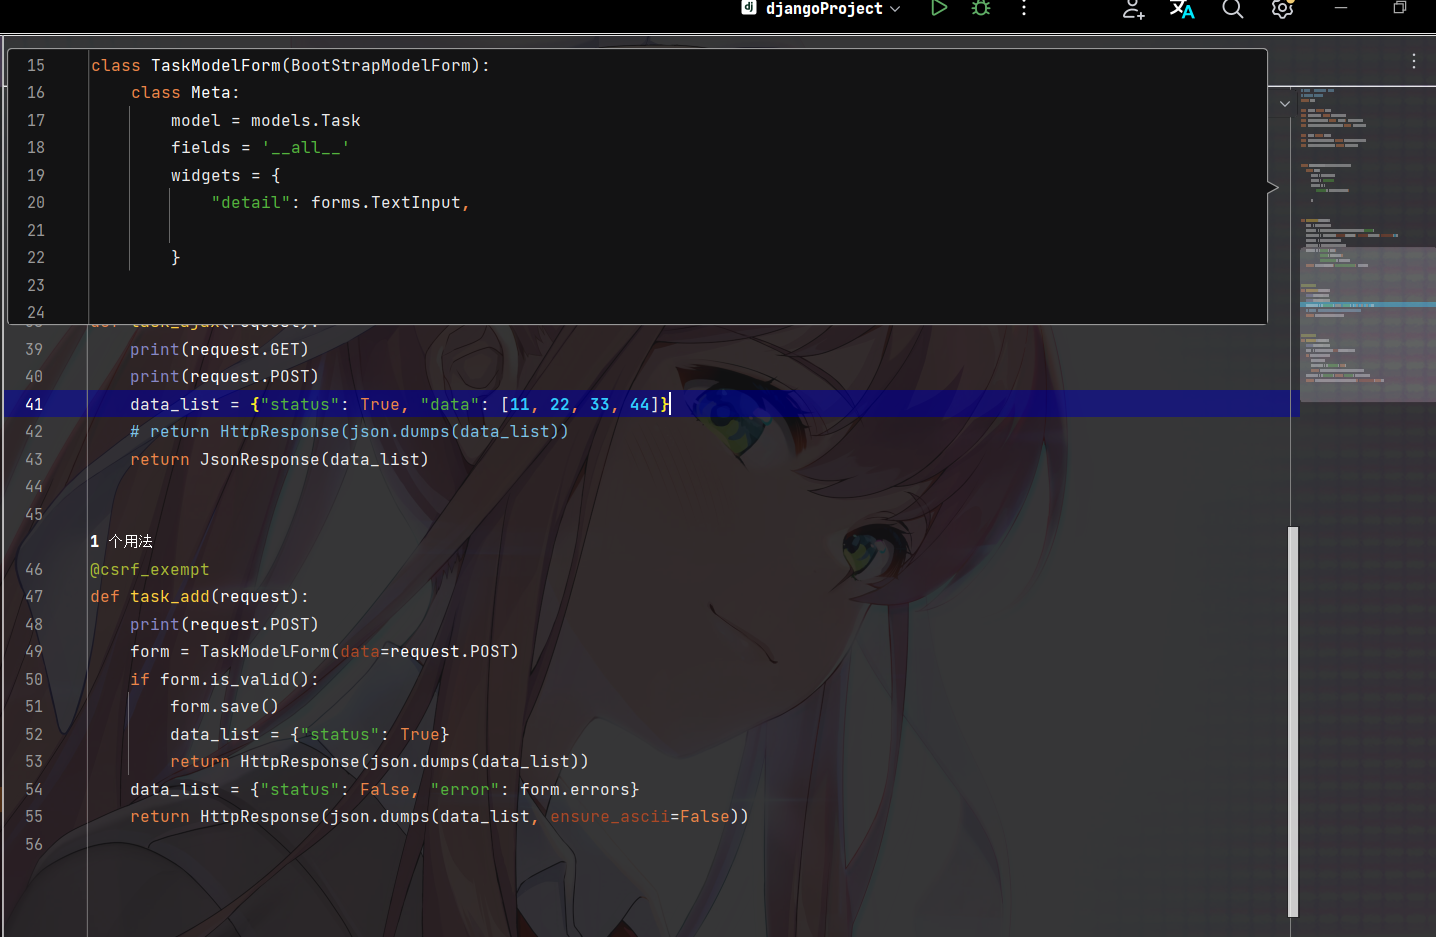 dj djangoProject
15 class TaskModelForm(BootStrapModelForm):
16 class Meta:
17 model = models.Task
18 fields = '__all__'
19 widgets = {
20 "detail": forms.TextInput,
21
22 }
23
24
def task_ajax(request):
39 print(request.GET)
40 print(request.POST)
41 data_list = {"status": True, "data": [11, 22, 33, 44]}
42 # return HttpResponse(json.dumps(data_list))
43 return JsonResponse(data_list)
44
45
1 个用法
46 @csrf_exempt
47 def task_add(request):
48 print(request.POST)
49 form = TaskModelForm(data=request.POST)
50 if form.is_valid():
51 form.save()
52 data_list = {"status": True}
53 return HttpResponse(json.dumps(data_list))
54 data_list = {"status": False, "error": form.errors}
55 return HttpResponse(json.dumps(data_list, ensure_ascii=False))
56